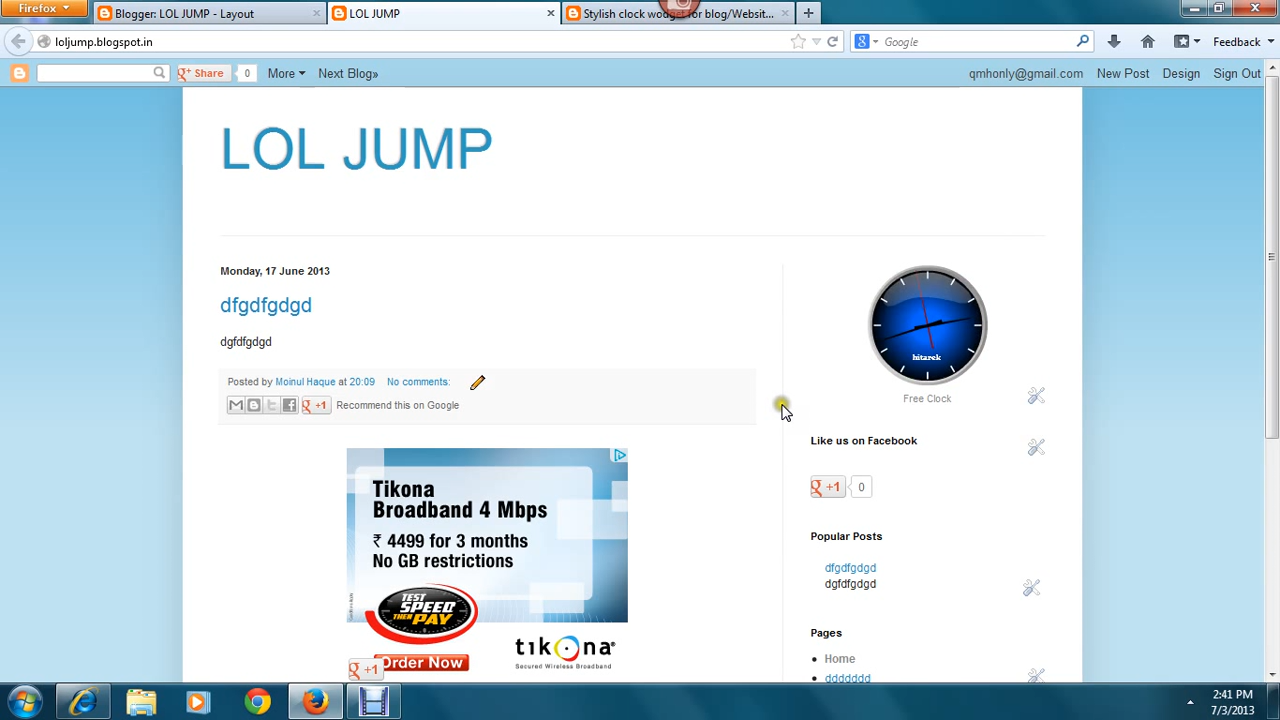 Firefox
Blogger: LOL JUMP - Layout
LOL JUMP
Stylish clock wodget for blog/Websit...
loljump.blogspot.in
Google
Feedback
Share
0
More
Next Blog»
qmhonly@gmail.com
New Post
Design
Sign Out
LOL JUMP
Monday, 17 June 2013
dfgdfgdgd
dgfdfgdgd
Posted by Moinul Haque at 20:09 No comments:
+1
Recommend this on Google
hitarek
Free Clock
Like us on Facebook
+1
0
Popular Posts
dfgdfgdgd
dgfdfgdgd
Pages
Home
ddddddd
Tikona
Broadband 4 Mbps
₹ 4499 for 3 months
No GB restrictions
TEST
SPEED
THEN
PAY
Order Now
tikona
Secured Wireless Broadband
+1
2:41 PM
7/3/2013